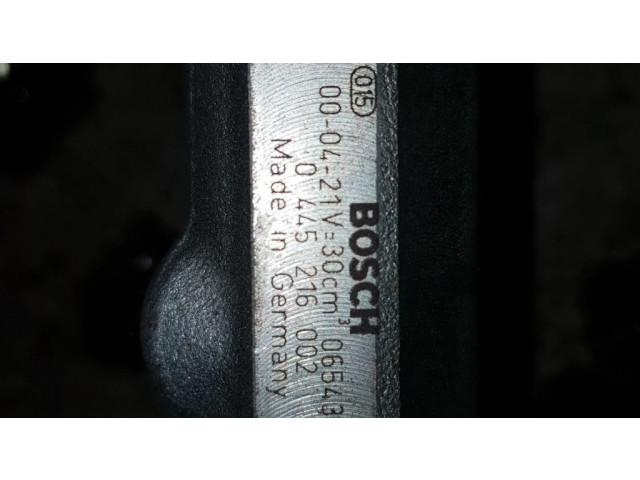 015
BOSCH
00-04-21 V=30cm³ 06543
0 445 216 002
Made in Germany